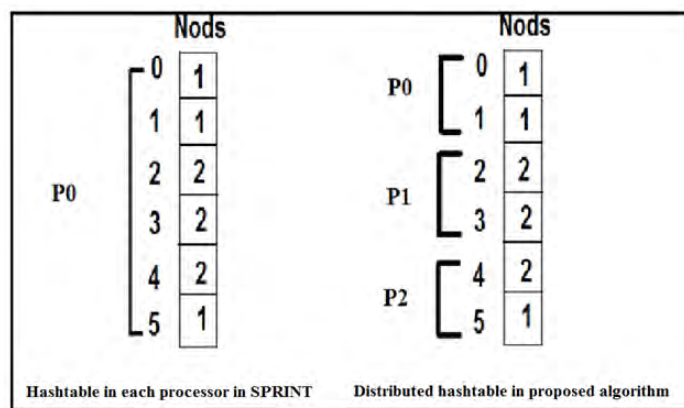 Nods
0 1
1 1
P0
2 2
3 2
4 2
5 1
Hashtable in each processor in SPRINT
Nods
P0
0 1
1 1
P1
2 2
3 2
P2
4 2
5 1
Distributed hashtable in proposed algorithm